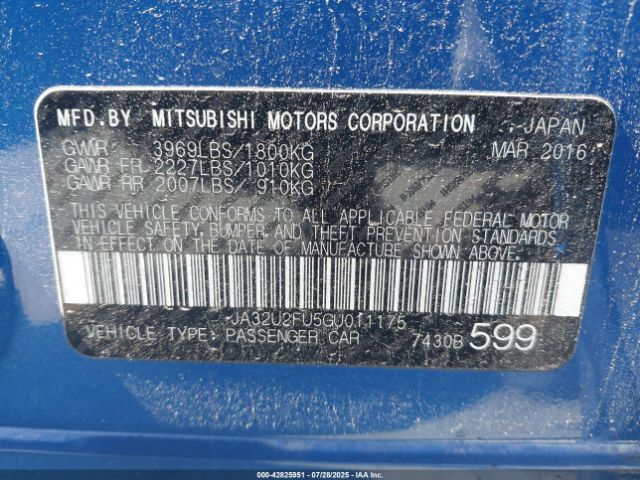 MFD.BY MITSUBISHI MOTORS CORPORATION JAPAN
GVWR 3969LBS/1800KG MAR 2016
GAWR FR 2227LBS/1010KG
GAWR RR 2007LBS/ 910KG
THIS VEHICLE CONFORMS TO ALL APPLICABLE FEDERAL MOTOR
VEHICLE SAFETY, BUMPER, AND THEFT PREVENTION STANDARDS
IN EFFECT ON THE DATE OF MANUFACTURE SHOWN ABOVE.
JA32U2FU5GU011175
VEHICLE TYPE: PASSENGER CAR 7430B 599
000-42825951 - 07/28/2025 - IAAI.COM